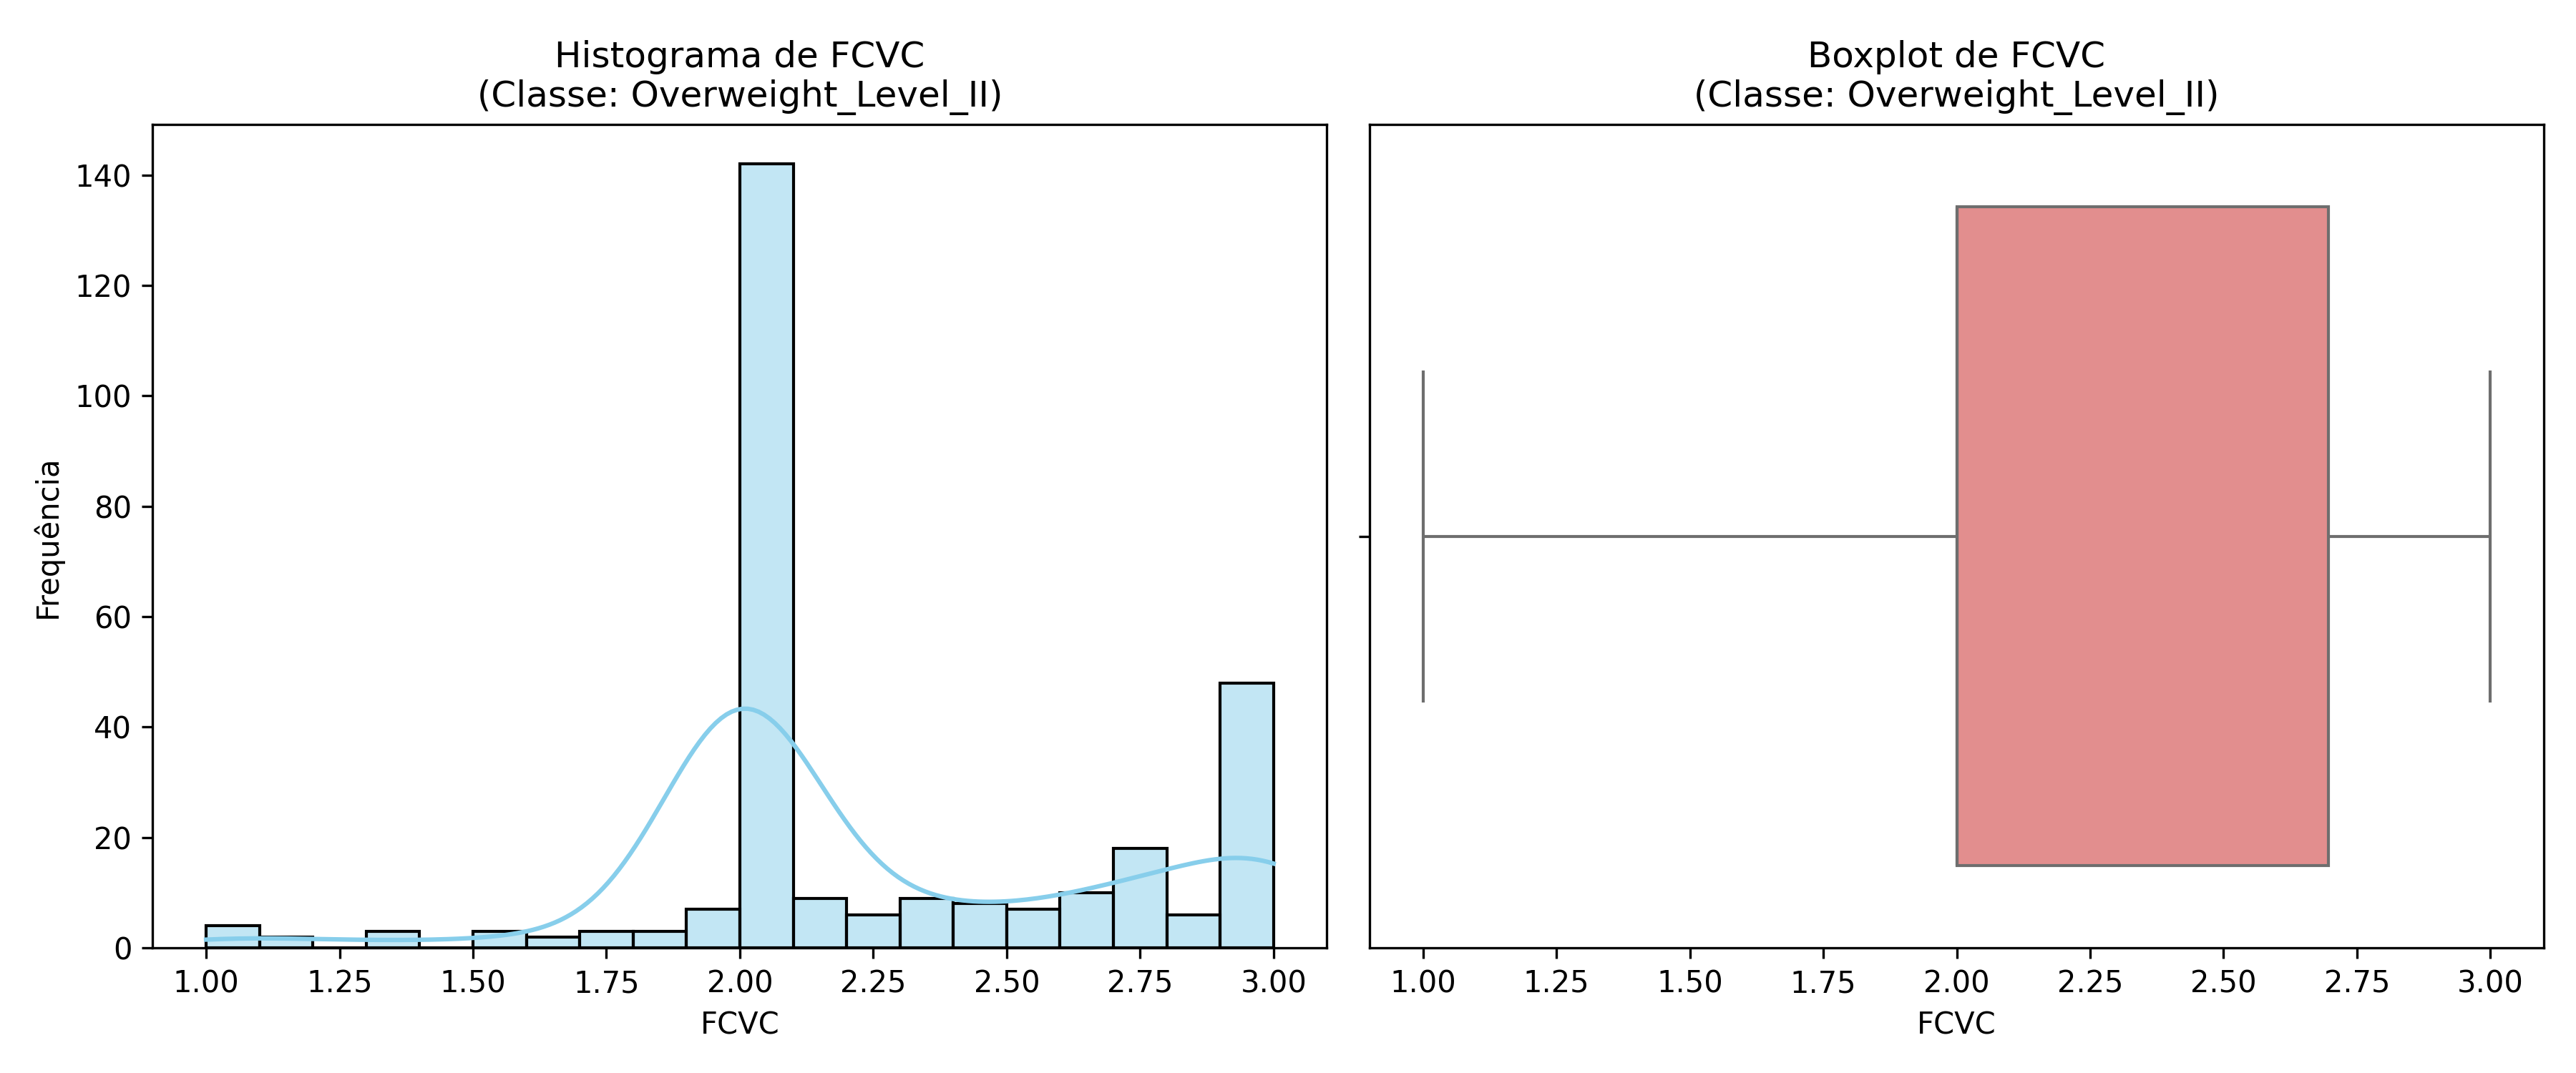 Histograma de FCVC
(Classe: Overweight_Level_II)
Frequência
140
120
100
80
60
40
20
0
1.00 1.25 1.50 1.75 2.00 2.25 2.50 2.75 3.00
FCVC
Boxplot de FCVC
(Classe: Overweight_Level_II)
1.00 1.25 1.50 1.75 2.00 2.25 2.50 2.75 3.00
FCVC